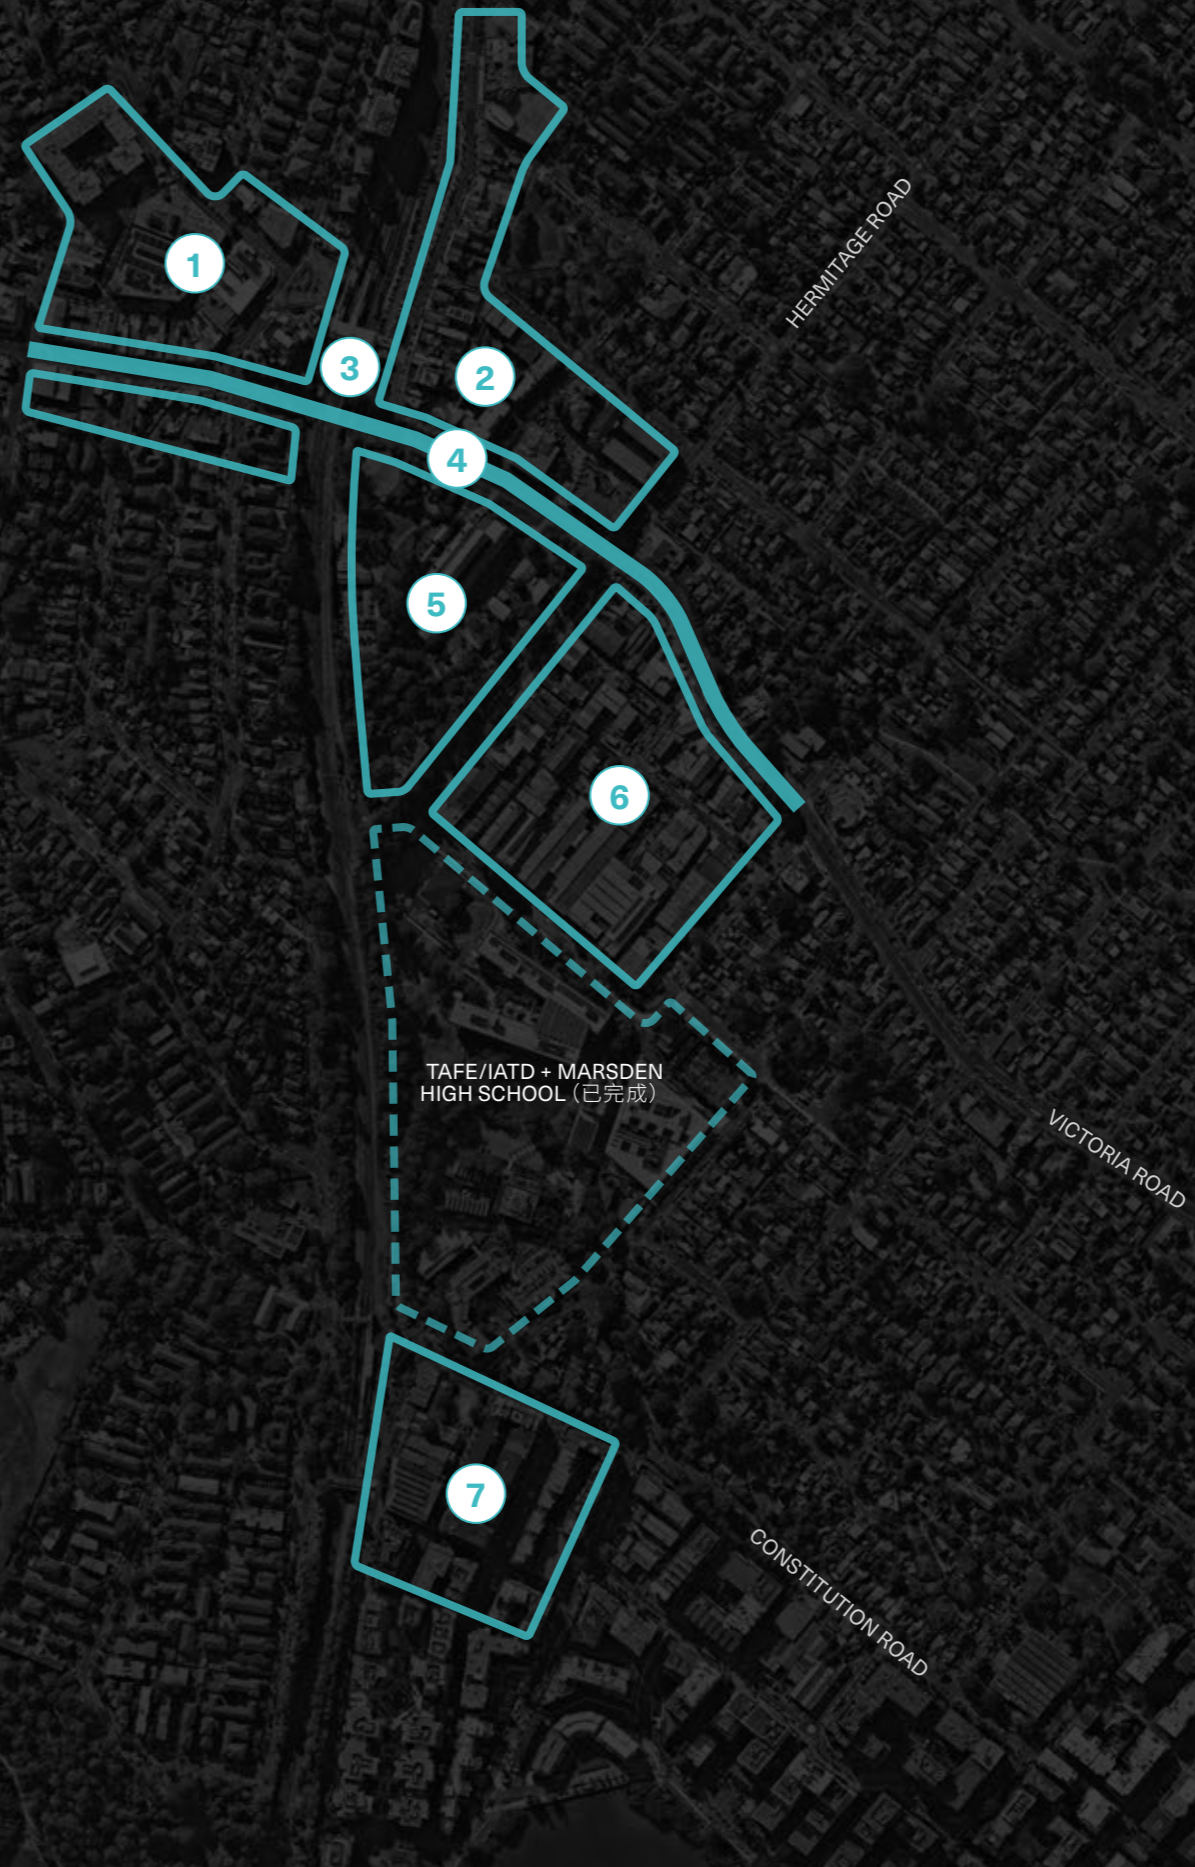 HERMITAGE ROAD
1
3
2
4
5
6
TAFE/IATD + MARSDEN
HIGH SCHOOL（已完成）
VICTORIA ROAD
7
CONSTITUTION ROAD